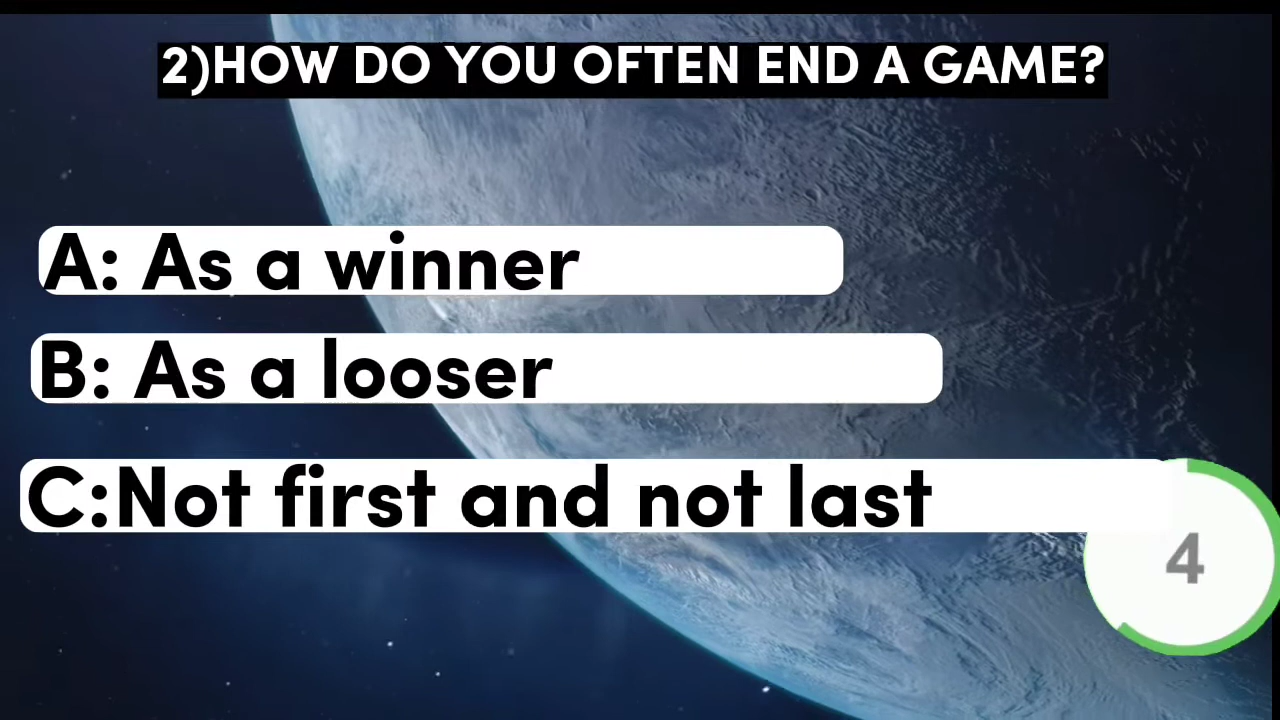 2)HOW DO YOU OFTEN END A GAME?
A: As a winner
B: As a looser
C:Not first and not last
4